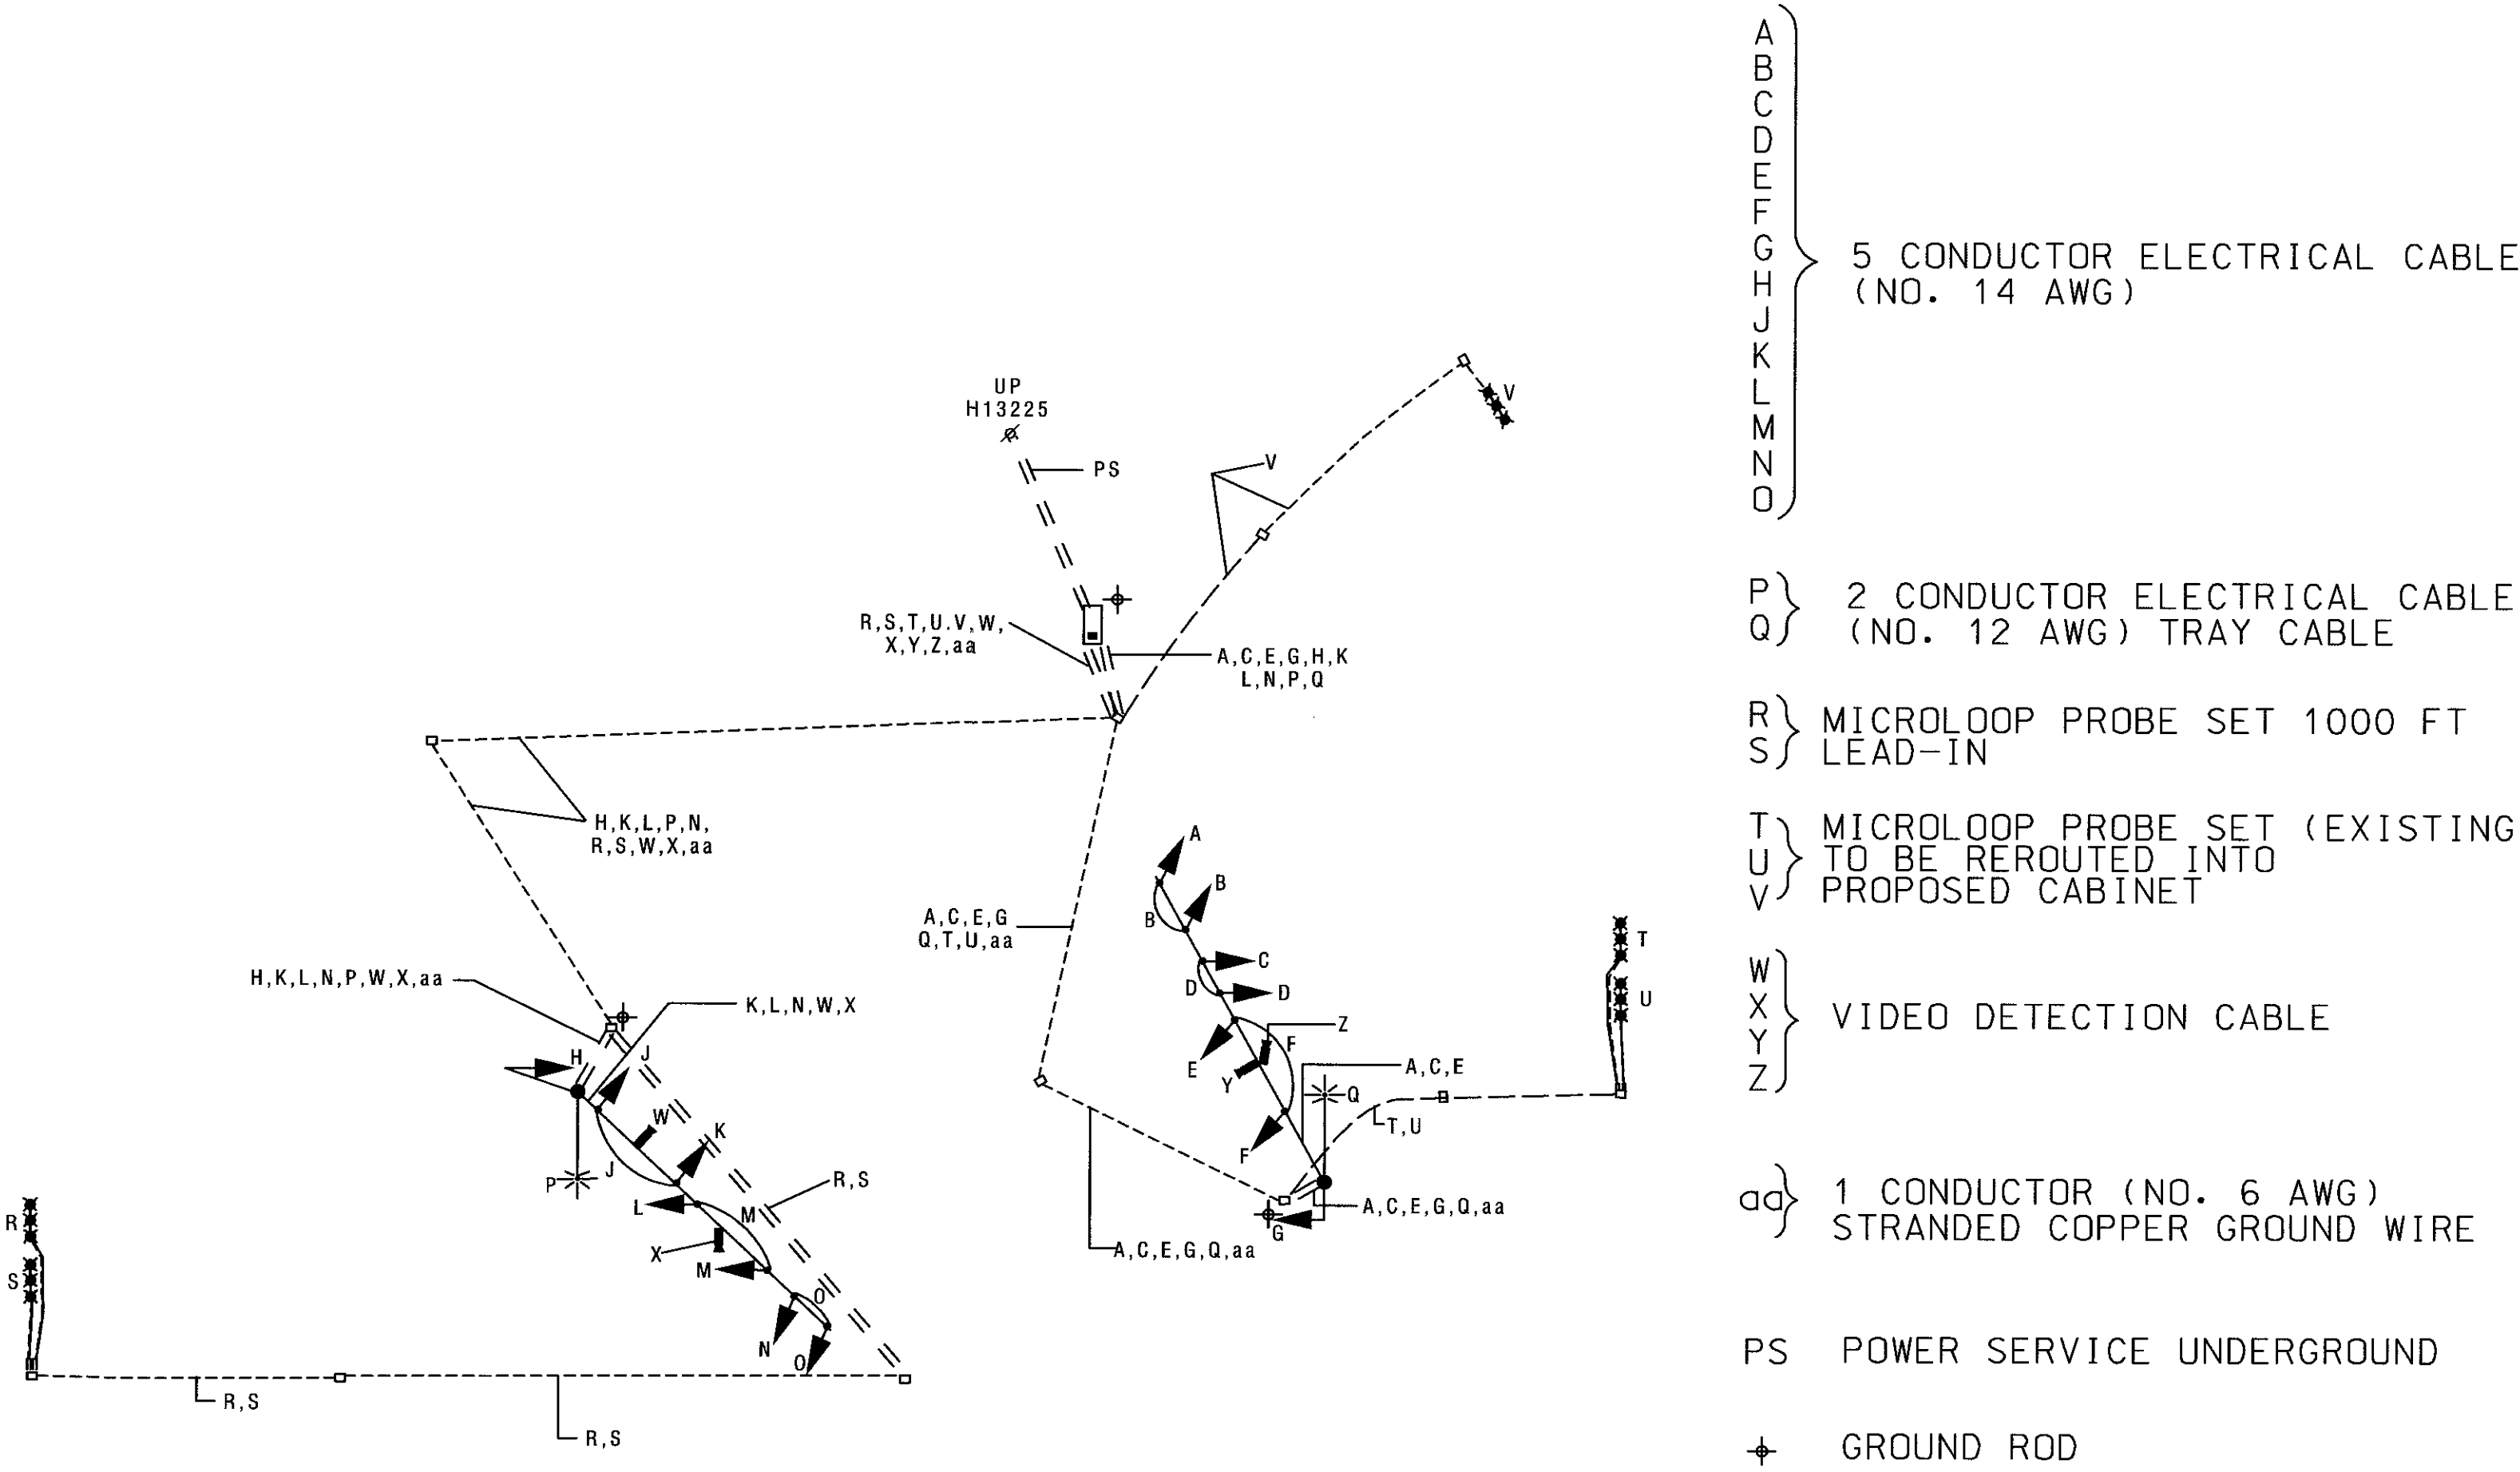 UP
H13225
PS
V
V
R,S,T,U.V,W,
X,Y,Z,aa
A,C,E,G,H,K
L,N,P,Q
H,K,L,P,N,
R,S,W,X,aa
A
B
B
A,C,E,G
Q,T,U,aa
C
D
D
H,K,L,N,P,W,X,aa
K,L,N,W,X
Z
F
E
Y
A,C,E
Q
T,U
F
G
A,C,E,G,Q,aa
A,C,E,G,Q,aa
T
U
H
J
W
K
J
P
L
M
R,S
X
M
O
N
O
R
S
R,S
R,S
A
B
C
D
E
F
G
H
J
K
L
M
N
O
5 CONDUCTOR ELECTRICAL CABLE
(NO. 14 AWG)
P
Q
2 CONDUCTOR ELECTRICAL CABLE
(NO. 12 AWG) TRAY CABLE
R
S
MICROLOOP PROBE SET 1000 FT
LEAD-IN
T
U
V
MICROLOOP PROBE SET (EXISTING
TO BE REROUTED INTO
PROPOSED CABINET
W
X
Y
Z
VIDEO DETECTION CABLE
aa
1 CONDUCTOR (NO. 6 AWG)
STRANDED COPPER GROUND WIRE
PS POWER SERVICE UNDERGROUND
GROUND ROD